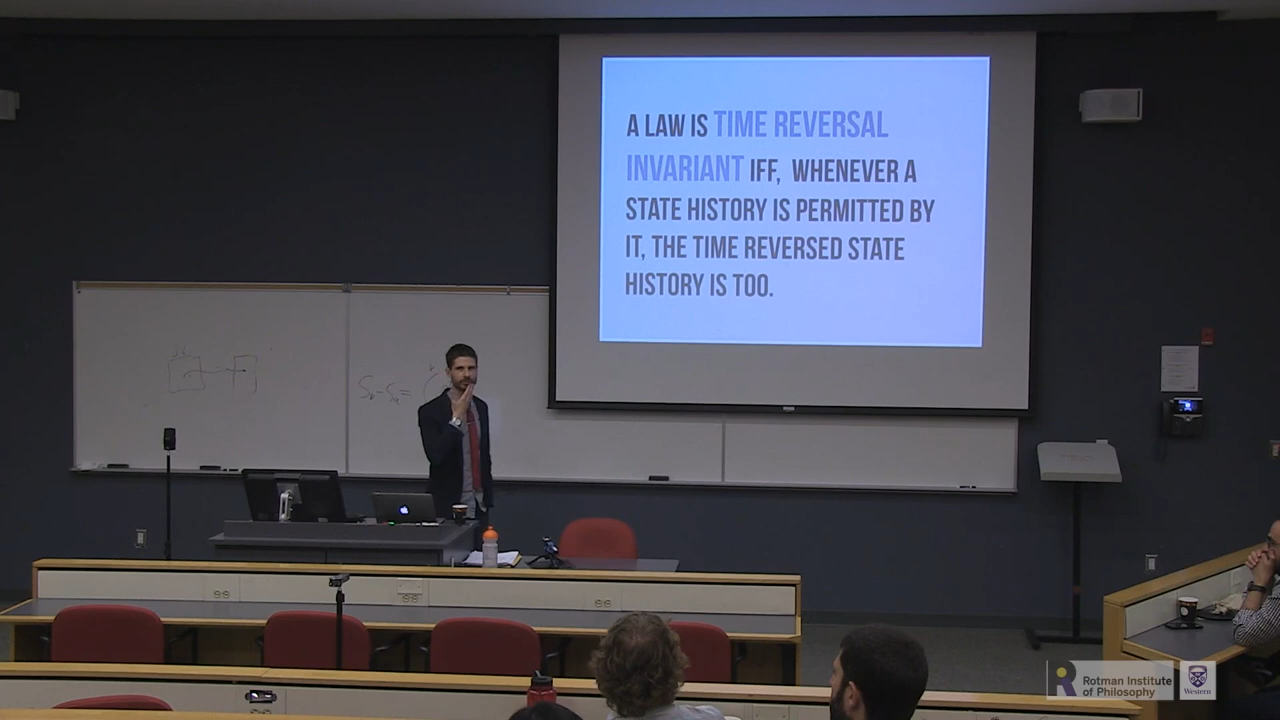 A LAW IS TIME REVERSAL
INVARIANT IFF, WHENEVER A
STATE HISTORY IS PERMITTED BY
IT, THE TIME REVERSED STATE
HISTORY IS TOO.
Rotman Institute
of Philosophy
Western